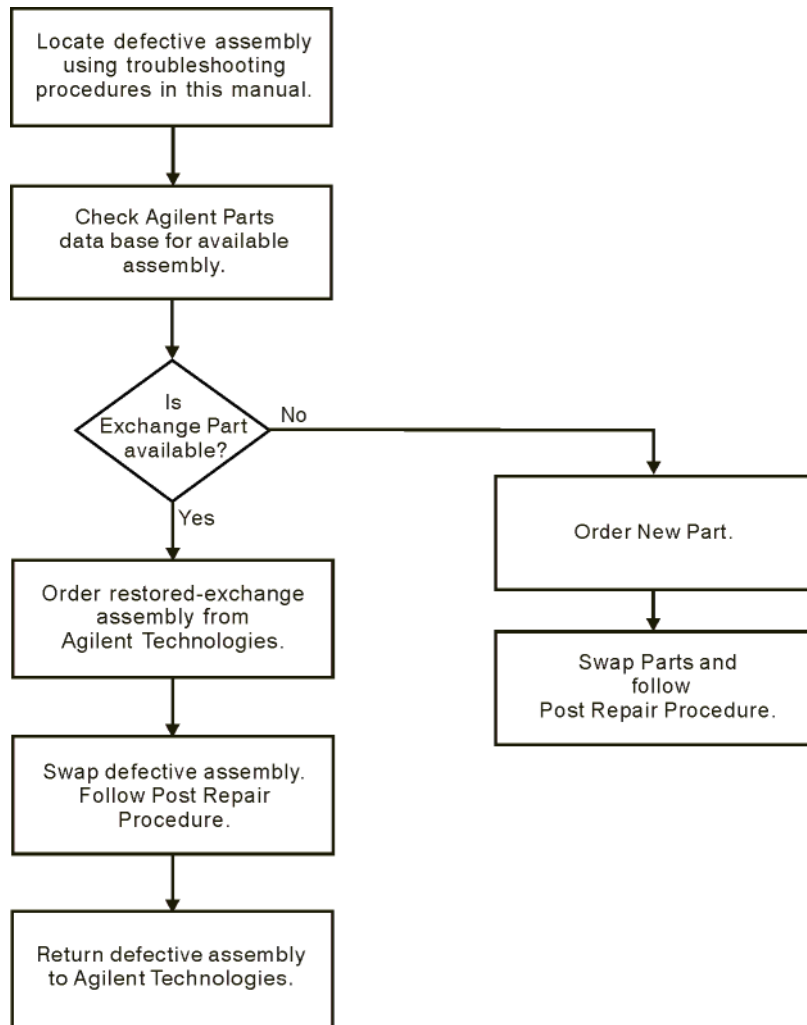 Locate defective assembly
using troubleshooting
procedures in this manual.
Check Agilent Parts
data base for available
assembly.
Is
Exchange Part
available?
No
Yes
Order New Part.
Order restored-exchange
assembly from
Agilent Technologies.
Swap Parts and
follow
Post Repair Procedure.
Swap defective assembly.
Follow Post Repair
Procedure.
Return defective assembly
to Agilent Technologies.